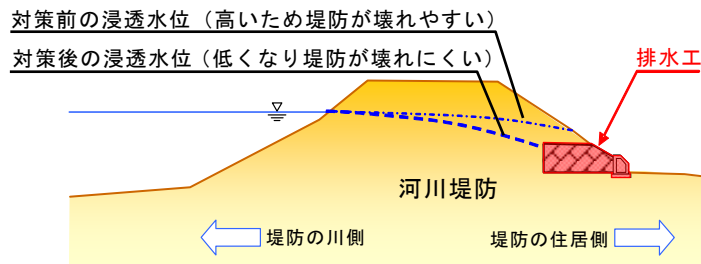 対策前の浸透水位（高いため堤防が壊れやすい）
対策後の浸透水位（低くなり堤防が壊れにくい）
排水工
河川堤防
堤防の川側
堤防の住居側